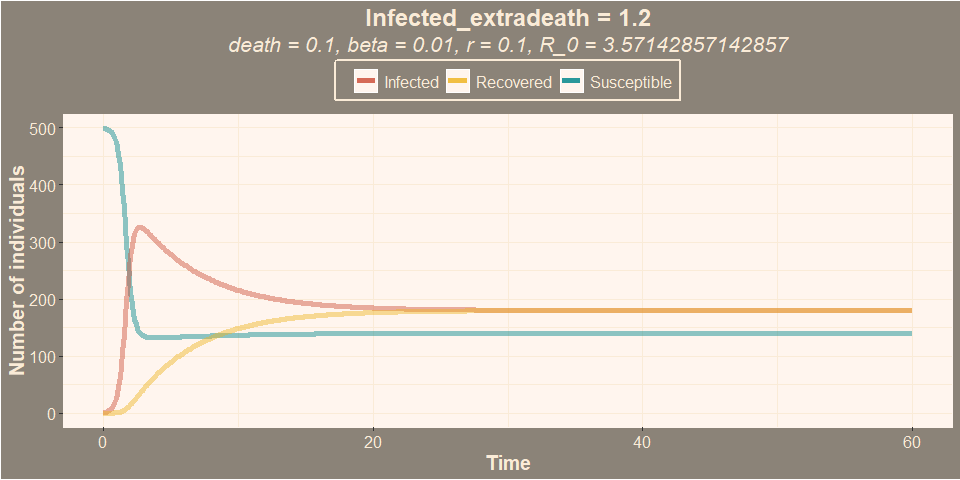 Infected_extradeath = 1.2
death = 0.1, beta = 0.01, r = 0.1, R_0 = 3.57142857142857
Infected Recovered Susceptible
Number of individuals
500
400
300
200
100
0
0 20 40 60
Time